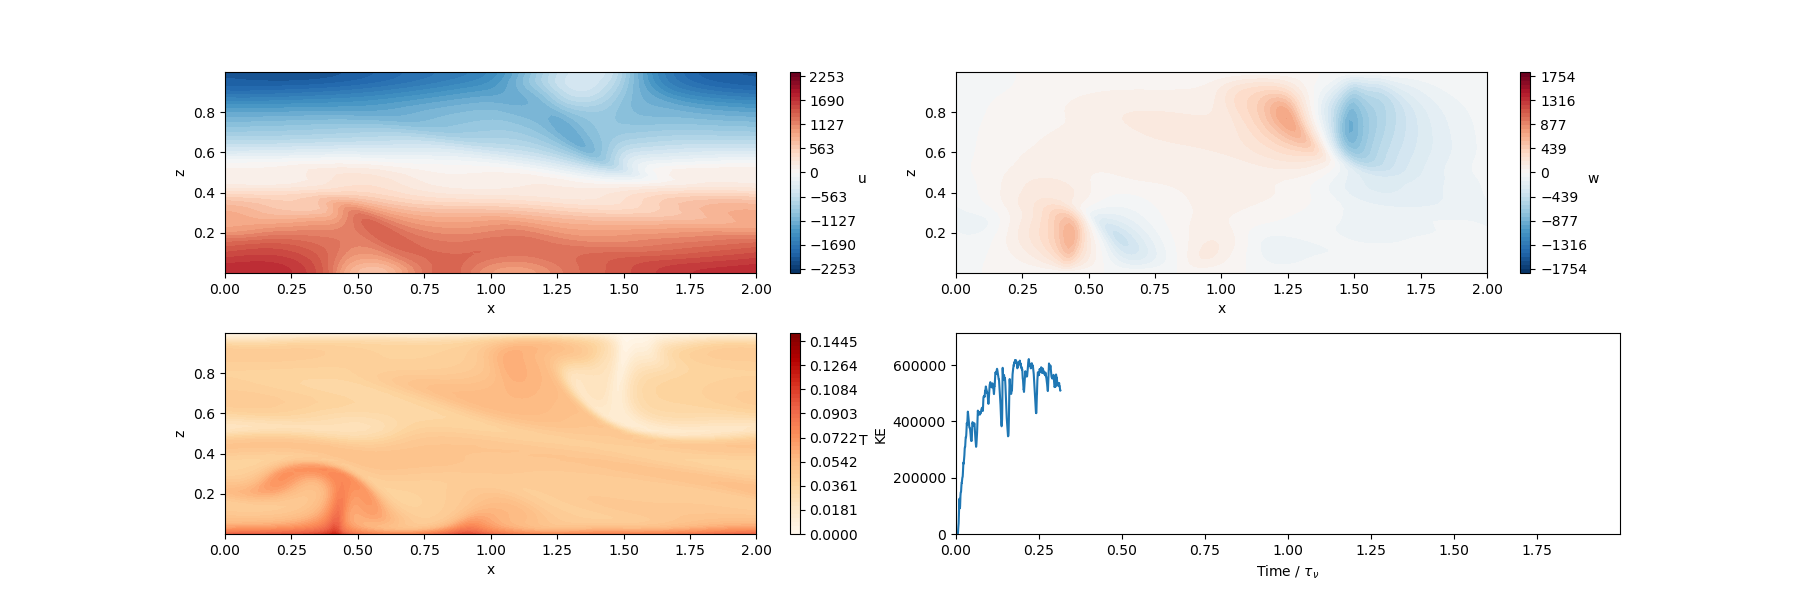 0.8
0.6
0.4
0.2
z
0.00 0.25 0.50 0.75 1.00 1.25 1.50 1.75 2.00
x
2253
1690
1127
563
0
−563
−1127
−1690
−2253
u
0.8
0.6
0.4
0.2
z
0.00 0.25 0.50 0.75 1.00 1.25 1.50 1.75 2.00
x
1754
1316
877
439
0
−439
−877
−1316
−1754
w
0.8
0.6
0.4
0.2
z
0.00 0.25 0.50 0.75 1.00 1.25 1.50 1.75 2.00
x
0.1445
0.1264
0.1084
0.0903
0.0722
0.0542
0.0361
0.0181
0.0000
T
KE
600000
400000
200000
0
0.00 0.25 0.50 0.75 1.00 1.25 1.50 1.75
Time / τν